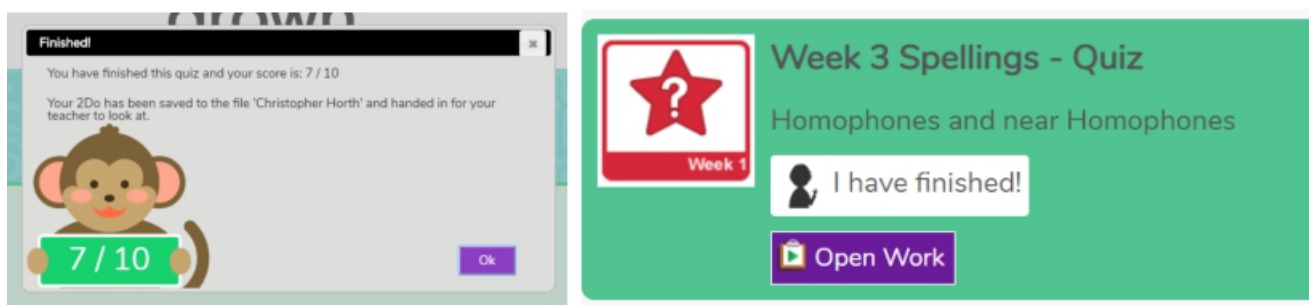 grown
Finished!
You have finished this quiz and your score is: 7 / 10
Your 2Do has been saved to the file 'Christopher Horth' and handed in for your
teacher to look at.
7 / 10
Ok
Week 3 Spellings - Quiz
Homophones and near Homophones
Week 1
I have finished!
Open Work